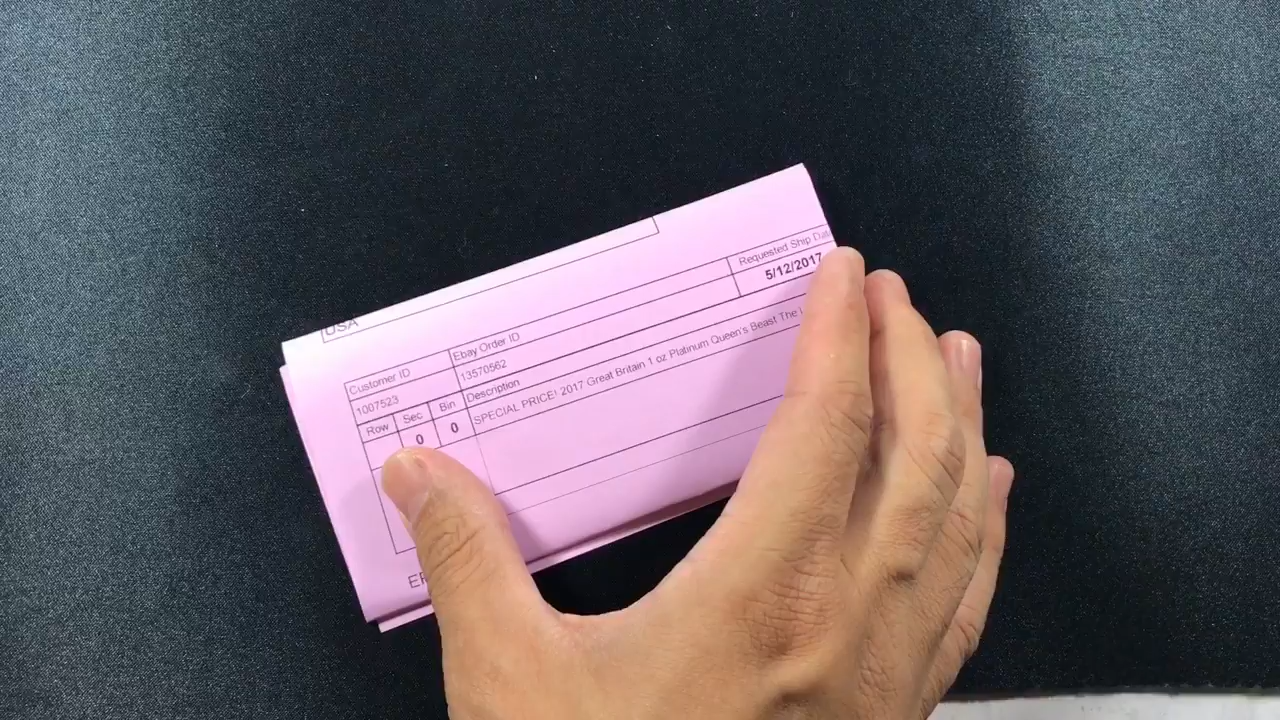 USA
Requested Ship Date
5/12/2017
Customer ID
Ebay Order ID
1007523
13570562
Row
Sec
Bin
Description
0
0
SPECIAL PRICE! 2017 Great Britain 1 oz Platinum Queen's Beast The